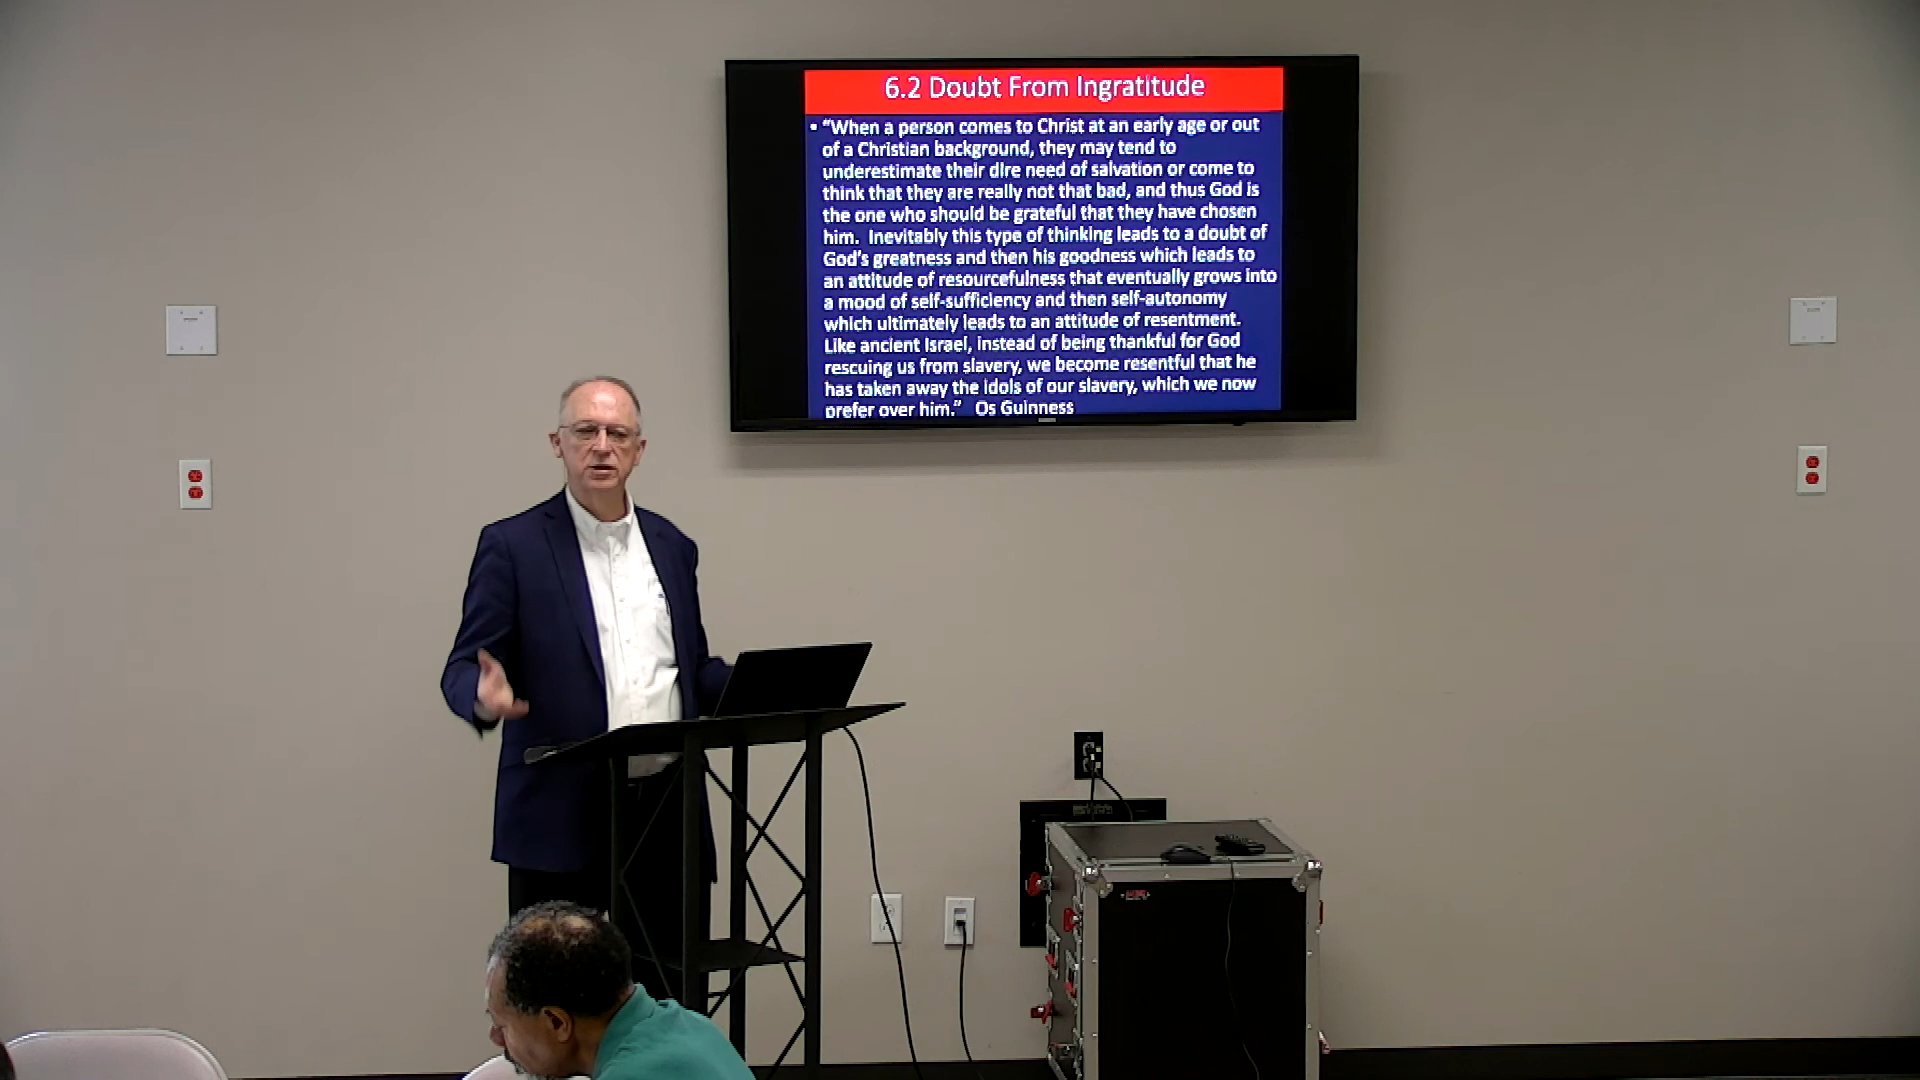 6.2 Doubt From Ingratitude
• “When a person comes to Christ at an early age or out
of a Christian background, they may tend to
underestimate their dire need of salvation or come to
think that they are really not that bad, and thus God is
the one who should be grateful that they have chosen
him.  Inevitably this type of thinking leads to a doubt of
God’s greatness and then his goodness which leads to
an attitude of resourcefulness that eventually grows into
a mood of self-sufficiency and then self-autonomy
which ultimately leads to an attitude of resentment.
Like ancient Israel, instead of being thankful for God
rescuing us from slavery, we become resentful that he
has taken away the idols of our slavery, which we now
prefer over him.”   Os Guinness